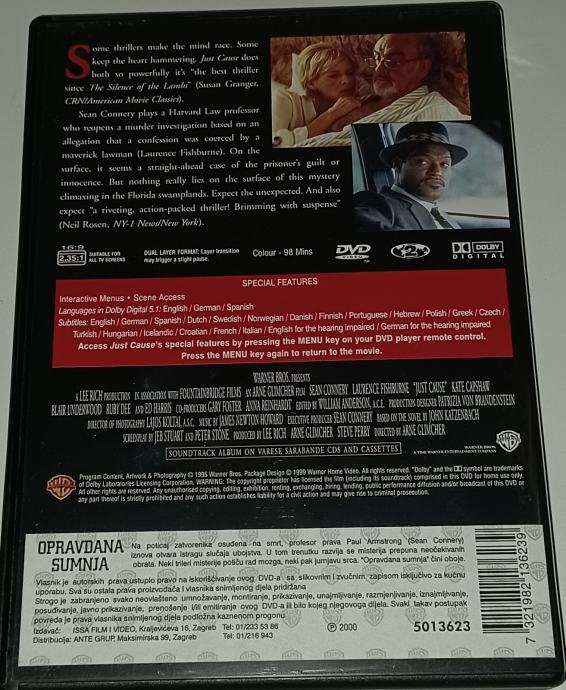 Some thrillers make the mind race. Some
keep the heart hammering. Just Cause does
both so powerfully it's "the best thriller
since The Silence of the Lambs" (Susan Granger,
CRN/American Movie Classics).
Sean Connery plays a Harvard Law professor
who reopens a murder investigation based on an
allegation that a confession was coerced by a
maverick lawman (Laurence Fishburne). On the
surface, it seems a straight-ahead case of the prisoner's guilt or
innocence. But nothing really lies on the surface of this mystery
climaxing in the Florida swamplands. Expect the unexpected. And also
expect "a riveting, action-packed thriller! Brimming with suspense"
(Neil Rosen, NY-1 News/New York).
16:9
2.35:1
SUITABLE FOR
ALL TV SCREENS
DUAL LAYER FORMAT: Layer transition
may trigger a slight pause.
Colour - 98 Mins
DVD
VIDEO
2
DOLBY
DIGITAL
SPECIAL FEATURES
Interactive Menus • Scene Access
Languages in Dolby Digital 5.1: English / German / Spanish
Subtitles: English / German / Spanish / Dutch / Swedish / Norwegian / Danish / Finnish / Portuguese / Hebrew / Polish / Greek / Czech /
Turkish / Hungarian / Icelandic / Croatian / French / Italian / English for the hearing impaired / German for the hearing impaired
Access Just Cause's special features by pressing the MENU key on your DVD player remote control.
Press the MENU key again to return to the movie.
WARNER BROS. PRESENTS
A LEE RICH PRODUCTION IN ASSOCIATION WITH FOUNTAINBRIDGE FILMS AN ARNE GLIMCHER FILM SEAN CONNERY LAURENCE FISHBURNE "JUST CAUSE" KATE CAPSHAW
BLAIR UNDERWOOD RUBY DEE AND ED HARRIS CO-PRODUCERS GARY FOSTER ANNA REINHARDT EDITED BY WILLIAM ANDERSON, A.C.E. PRODUCTION DESIGNER PATRIZIA VON BRANDENSTEIN
DIRECTOR OF PHOTOGRAPHY LAJOS KOLTAI, A.S.C. MUSIC BY JAMES NEWTON HOWARD EXECUTIVE PRODUCER SEAN CONNERY BASED ON THE NOVEL BY JOHN KATZENBACH
SCREENPLAY BY JEB STUART AND PETER STONE PRODUCED BY LEE RICH ARNE GLIMCHER STEVE PERRY DIRECTED BY ARNE GLIMCHER
SOUNDTRACK ALBUM ON VARESE SARABANDE CDS AND CASSETTES
WARNER BROS.
A TIME WARNER ENTERTAINMENT COMPANY
Program Content, Artwork & Photography © 1995 Warner Bros. Package Design © 1999 Warner Home Video. All rights reserved. "Dolby" and the DD symbol are trademarks
of Dolby Laboratories Licensing Corporation. WARNING: The copyright proprietor has licensed the film (including its soundtrack) comprised in this DVD for home use only.
All other rights are reserved. Any unauthorised copying, editing, exhibition, renting, exchanging, hiring, lending, public performance diffusion and/or broadcast of this DVD or
any part thereof is strictly prohibited and any such action establishes liability for a civil action and may give rise to criminal prosecution.
OPRAVDANA
SUMNJA
Na poticaj zatvorenika osuđena na smrt, profesor prava Paul Armstrong (Sean Connery)
iznova otvara istragu slučaja ubojstva. U tom trenutku razvija se misterija prepuna neočekivanih
obrata. Neki trileri misterije potiču rad mozga, neki pak jurnjavu srca. "Opravdana sumnja" čini oboje.
Vlasnik je autorskih prava ustupio pravo na iskorišćivanje ovog DVD-a sa slikovnim i zvučnim zapisom isključivo za kućnu
uporabu. Sva su ostala prava proizvođača i vlasnika snimljenog djela pridržana
Strogo je zabranjeno svako neovlašteno umnožavanje, montiranje, prikazivanje, unajmljivanje, razmjenjivanje, iznajmljivanje,
posuđivanje, javno prikazivanje, prenošenje i/ili emitiranje ovog DVD-a ili bilo kojeg njegovoga dijela. Svaki takav postupak
povreda je prava vlasnika snimljenog djela podložna kaznenom progonu.
Izdavač: ISSA FILM I VIDEO, Kraljevićeva 16, Zagreb Tel: 01/233 53 86
Distribucija: ANTE GRUP, Maksimirska 99, Zagreb Tel: 01/216 943
℗ 2000
5013623
7 321982 136299